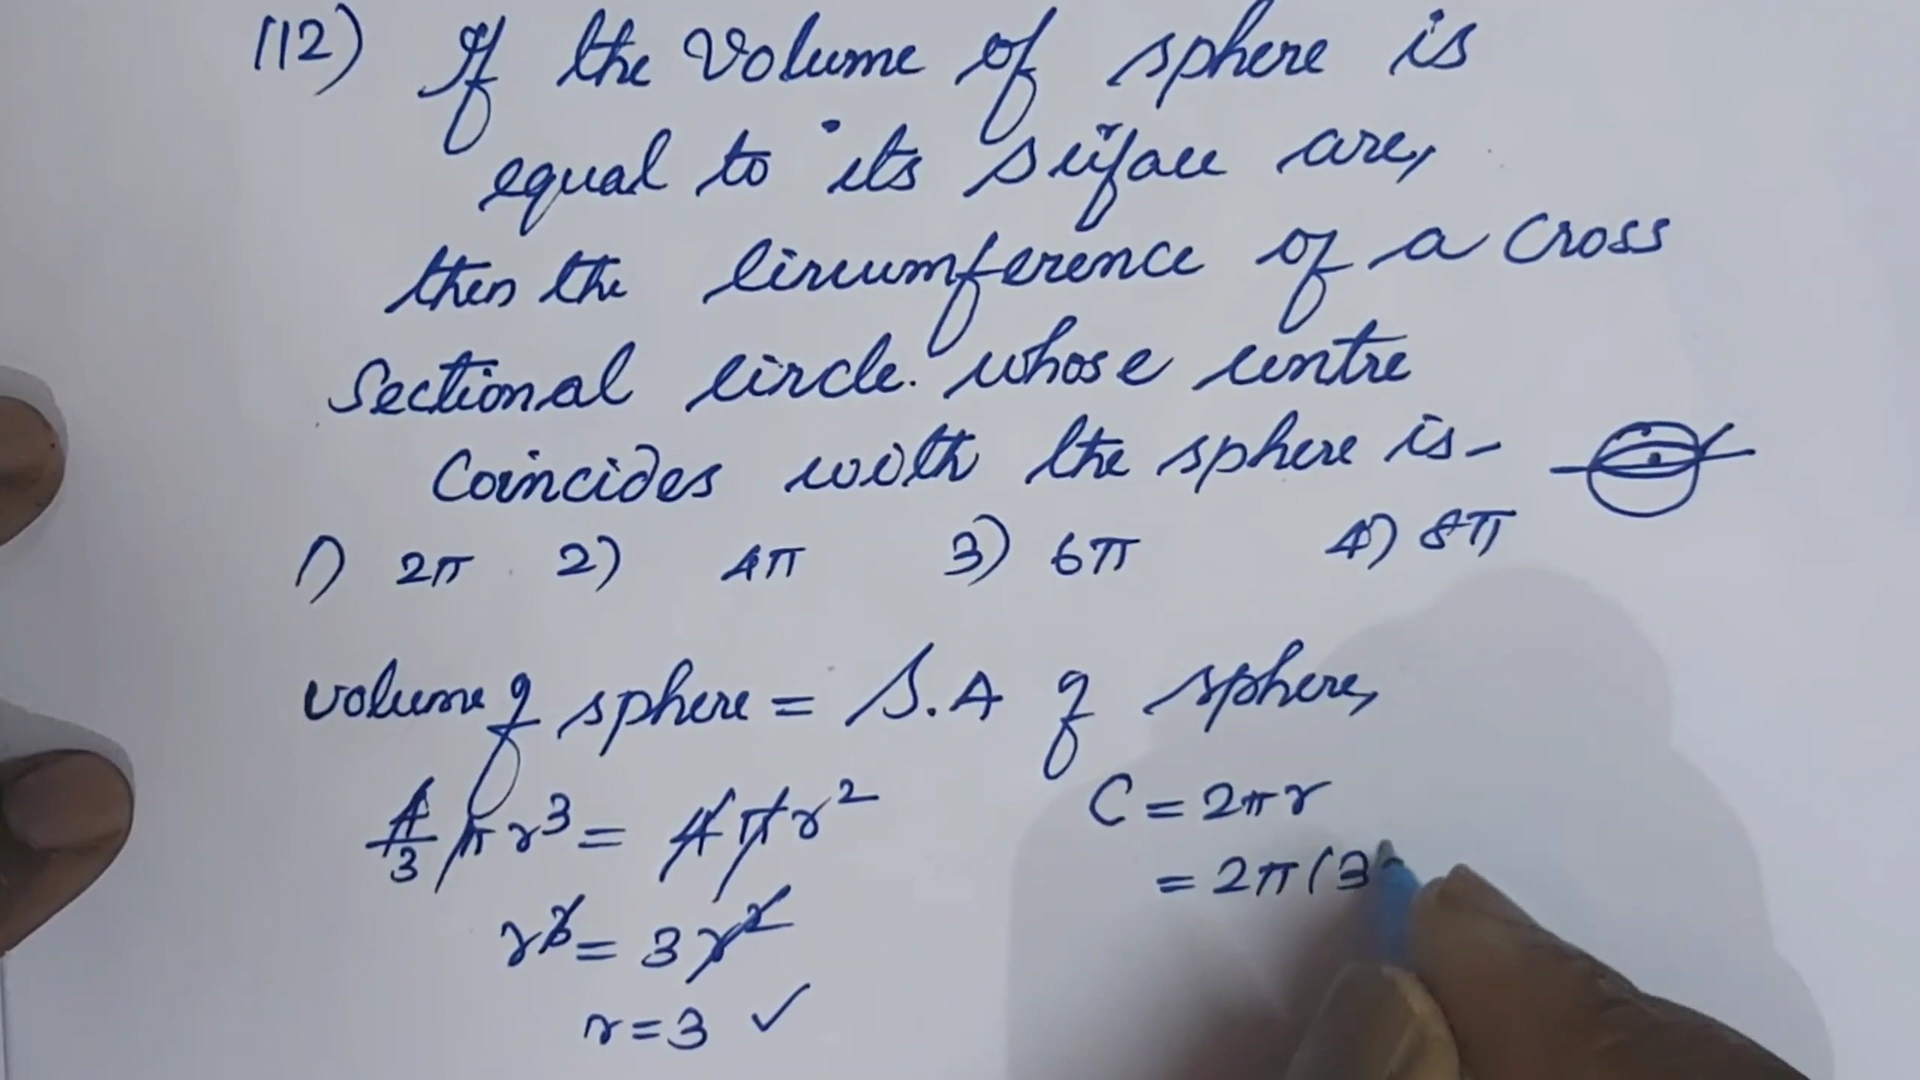 112) If the Volume of sphere is
equal to its surface are,
then the circumference of a cross
Sectional circle. whose centre
Coincides with the sphere is-
1) 2π 2) 4π 3) 6π 4) 8π
volume of sphere = S.A of sphere,
4/3 πr³ = 4πr²
C = 2πr
= 2π(3
r³ = 3r²
r = 3 ✓